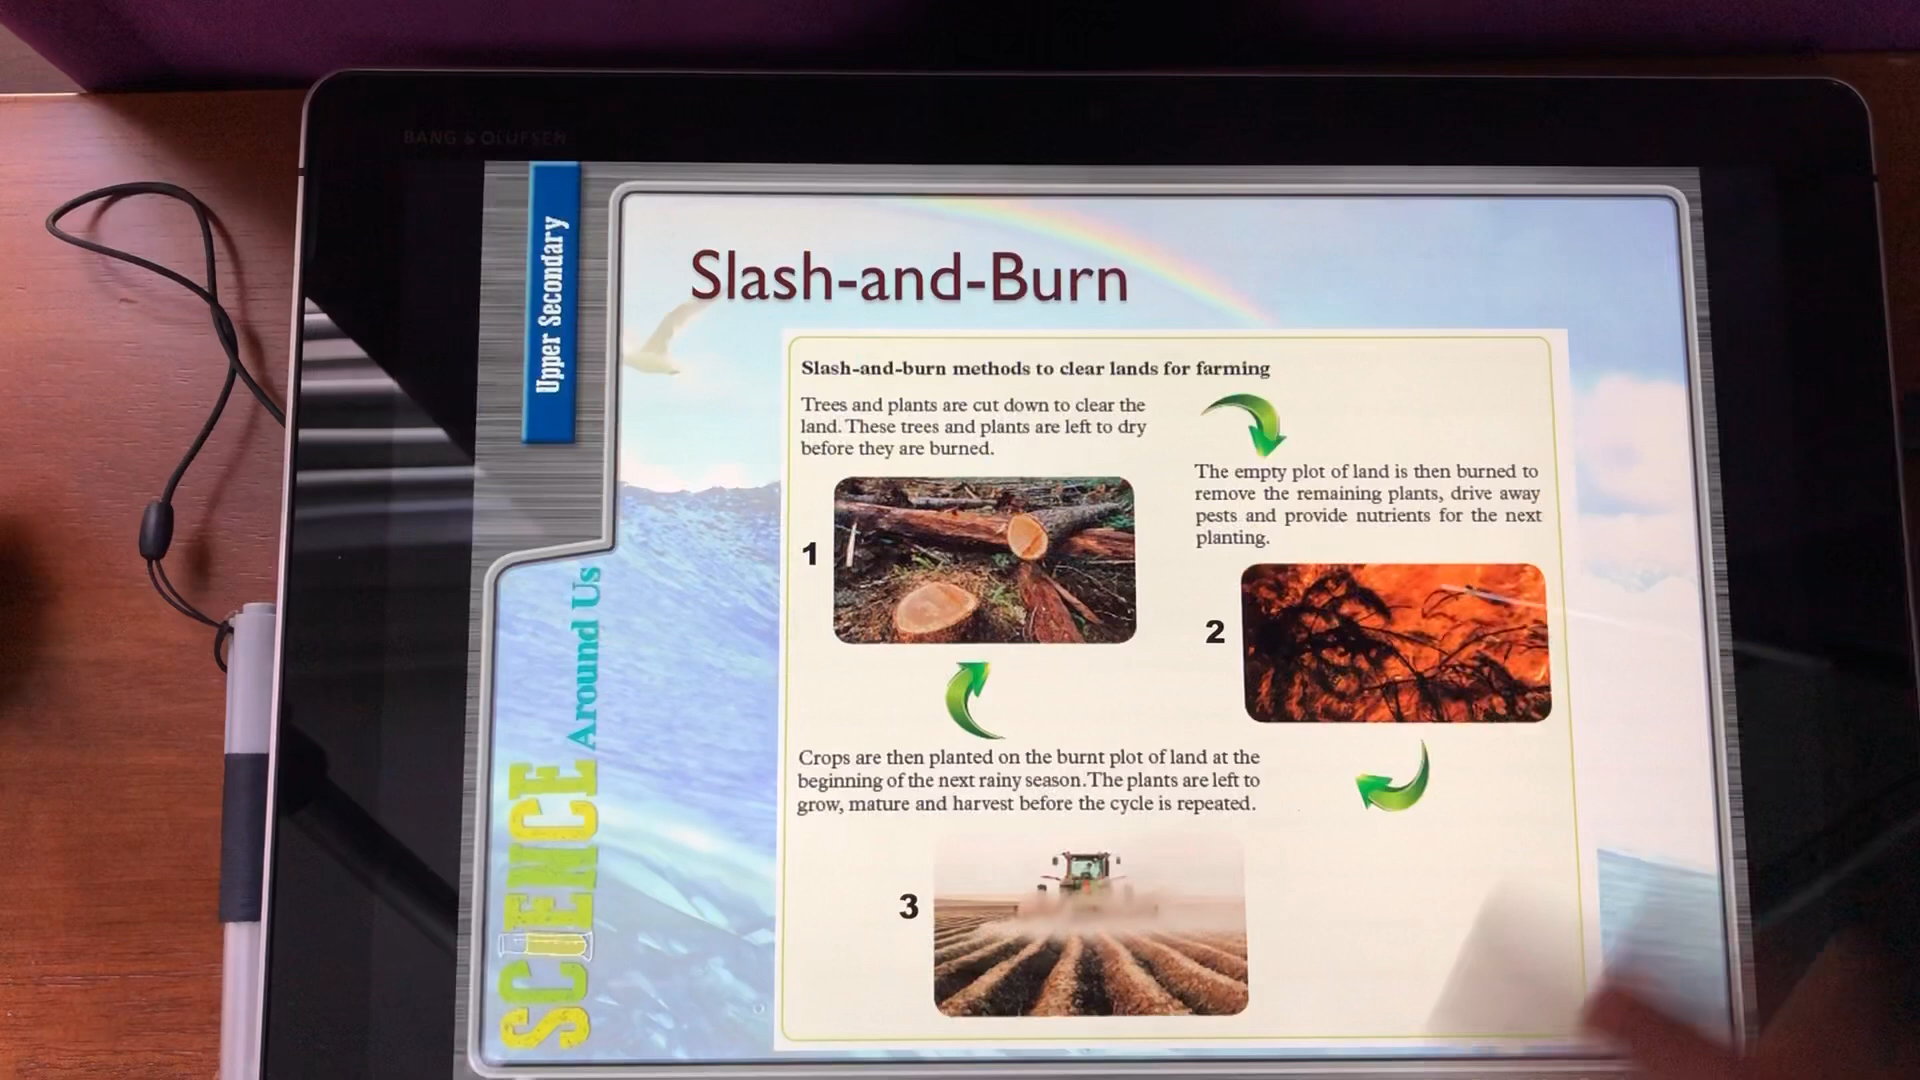 BANG & OLUFSEN
Upper Secondary
SCIENCE Around Us
Slash-and-Burn
Slash-and-burn methods to clear lands for farming
Trees and plants are cut down to clear the
land. These trees and plants are left to dry
before they are burned.
1
The empty plot of land is then burned to
remove the remaining plants, drive away
pests and provide nutrients for the next
planting.
2
Crops are then planted on the burnt plot of land at the
beginning of the next rainy season. The plants are left to
grow, mature and harvest before the cycle is repeated.
3